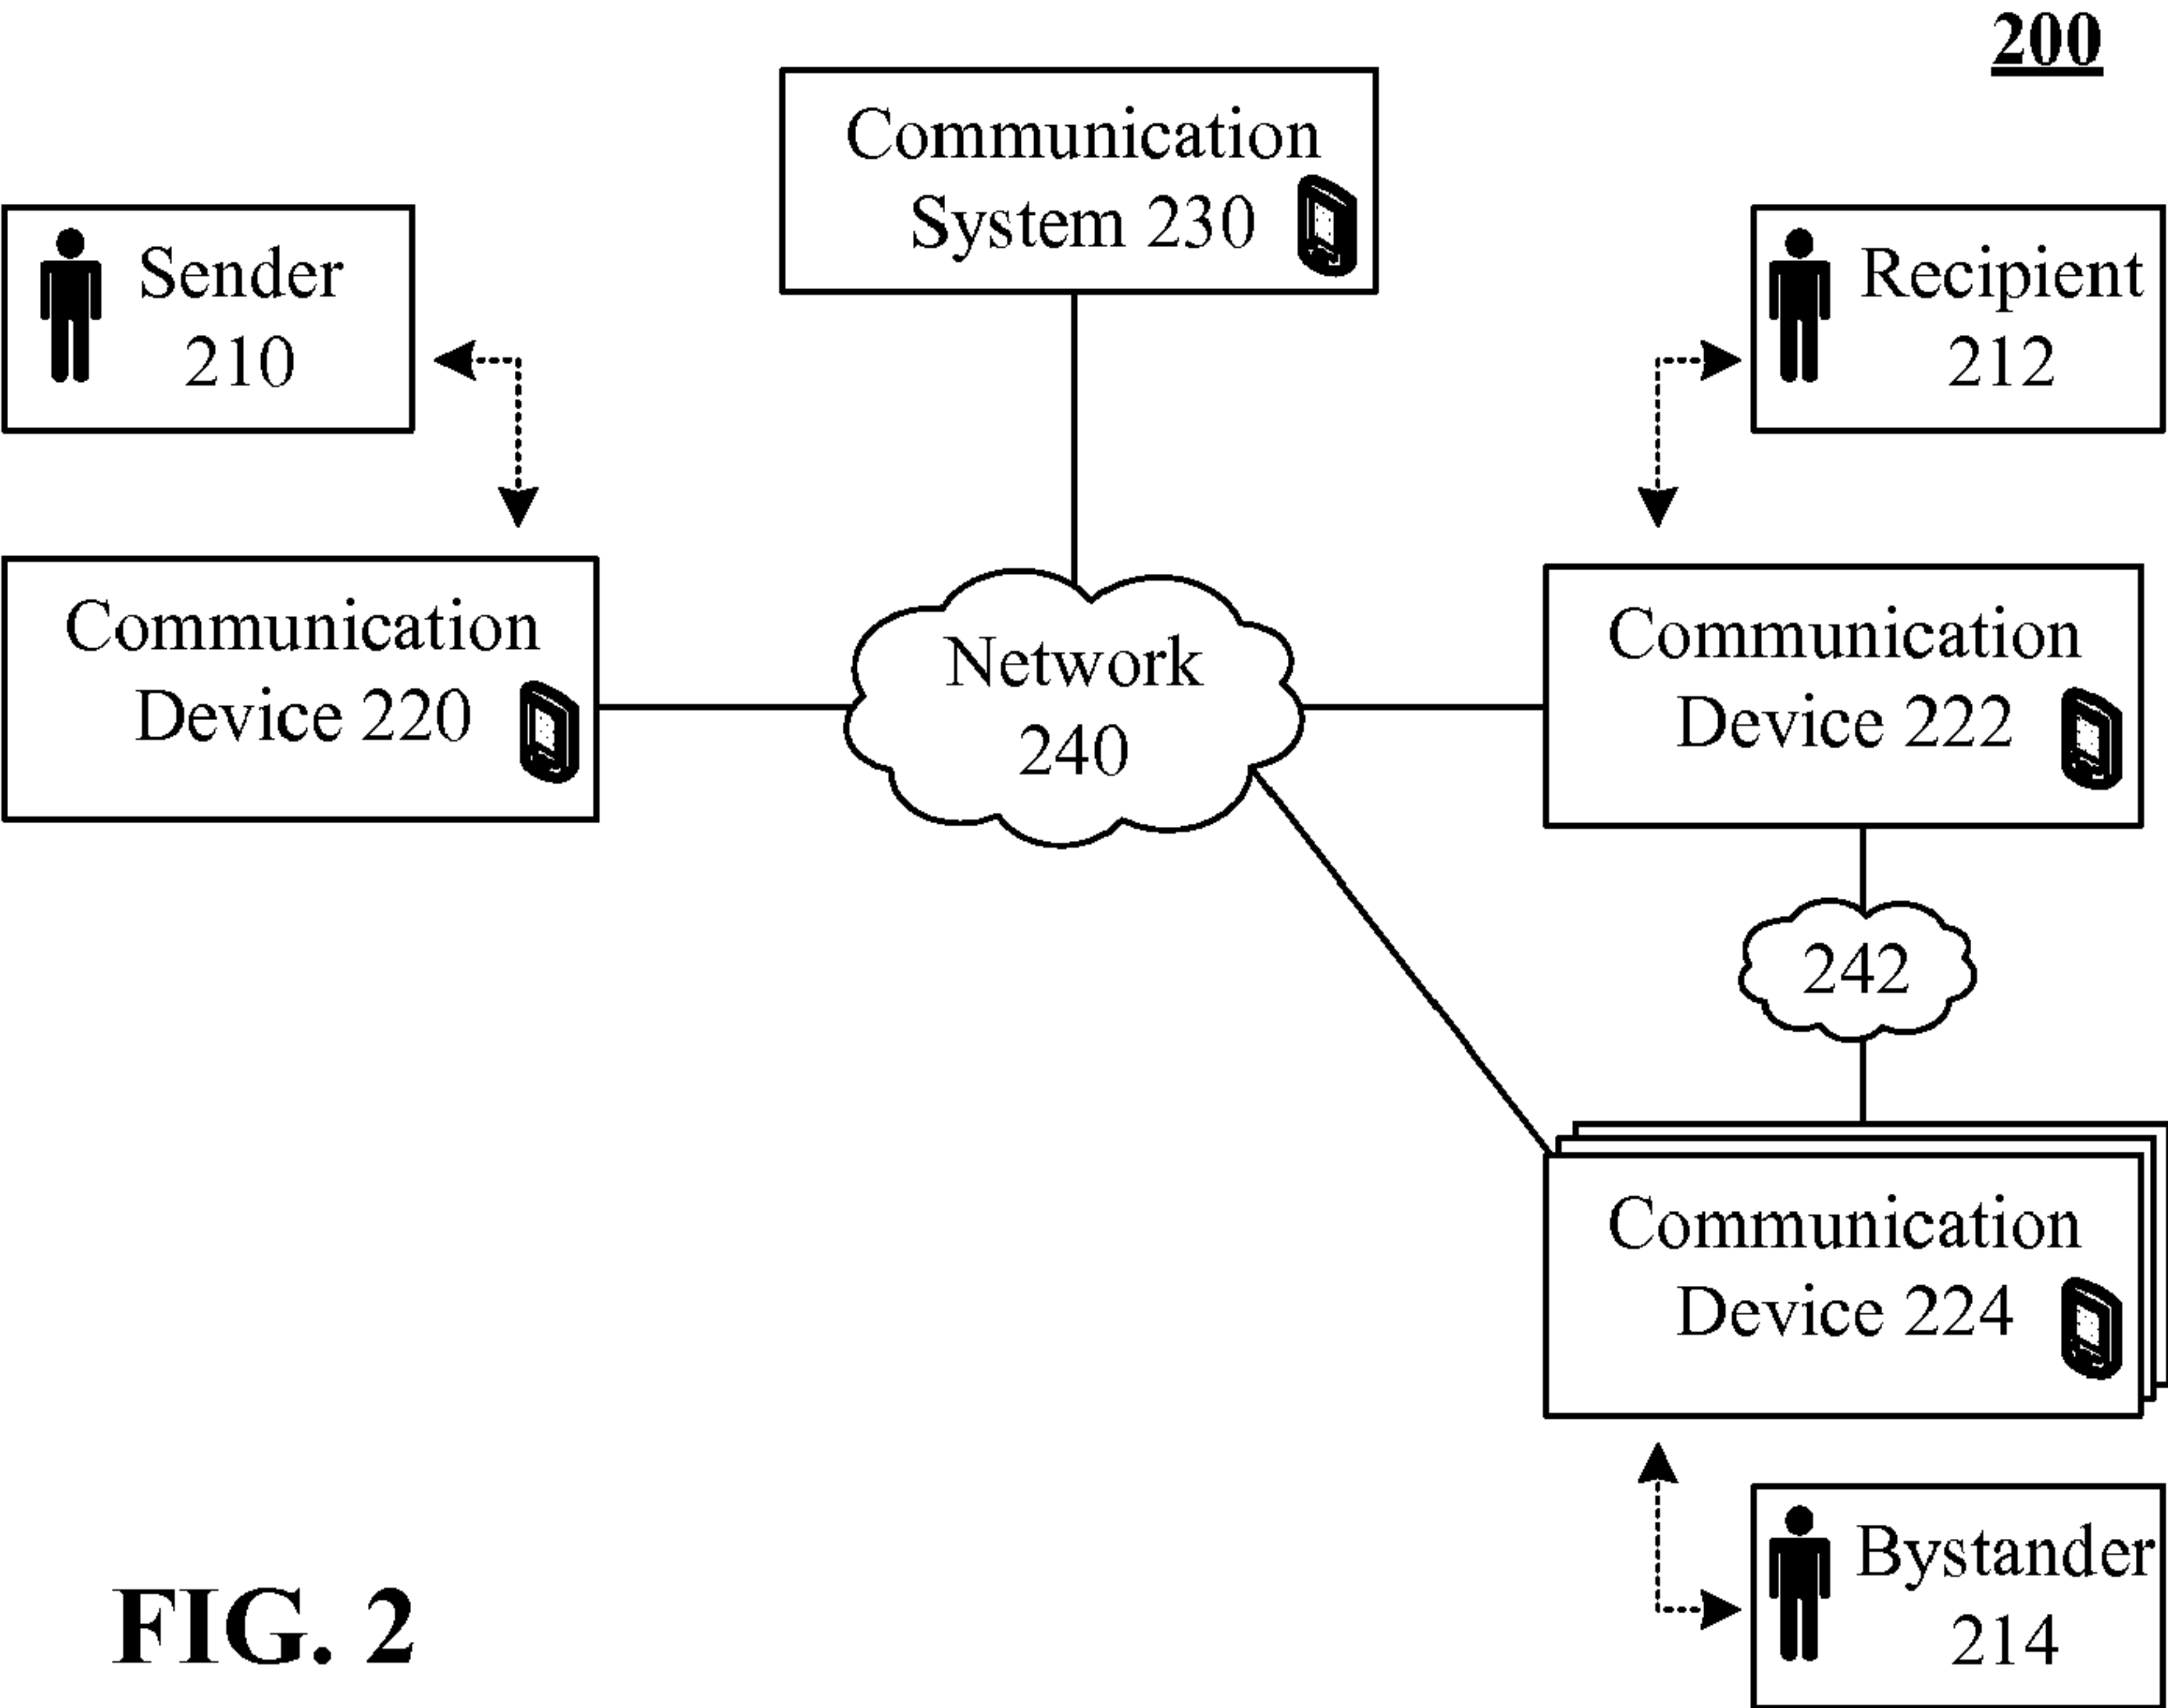 200
Communication
System 230
Sender
210
Recipient
212
Communication
Device 220
Network
240
Communication
Device 222
242
Communication
Device 224
Bystander
214
FIG. 2